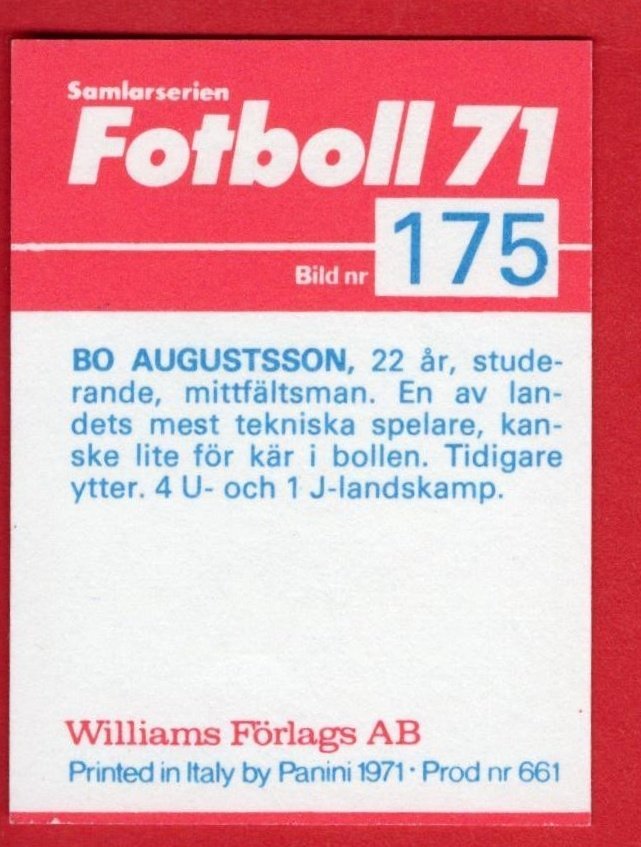 Samlarserien
Fotboll 71
175
Bild nr
BO AUGUSTSSON, 22 år, stude-
rande, mittfältsman. En av lan-
dets mest tekniska spelare, kan-
ske lite för kär i bollen. Tidigare
ytter. 4 U- och 1 J-landskamp.
Williams Förlags AB
Printed in Italy by Panini 1971 · Prod nr 661